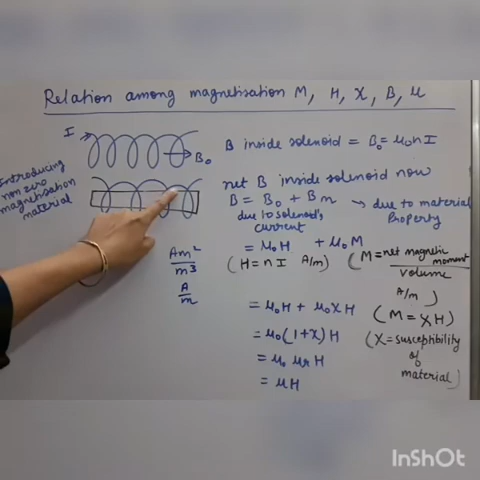 Relation among magnetisation M, H, X, B, μ
I
B₀
B inside solenoid = B₀ = μ₀nI
Introducing
non zero
magnetisation
material
net B inside solenoid now
B = B₀ + Bm → due to material
Property
due to solenoid's
current
= μ₀H + μ₀M
(H = nI A/m)
(M = net magnetic
moment
volume
A/m)
Am²
m³
A
m
= μ₀H + μ₀XH
(M = XH)
= μ₀(1+X)H
(X = susceptibility
of
material)
= μ₀ μr H
= μH
InShOt